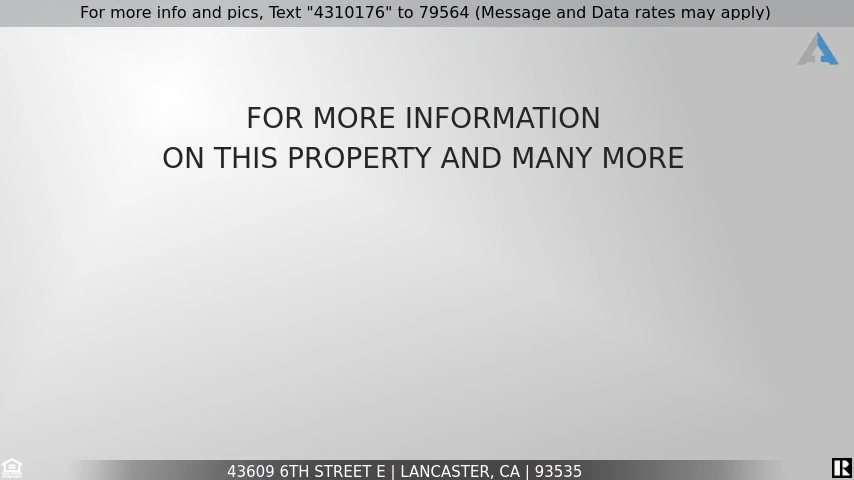 For more info and pics, Text "4310176" to 79564 (Message and Data rates may apply)
FOR MORE INFORMATION
ON THIS PROPERTY AND MANY MORE
43609 6TH STREET E | LANCASTER, CA | 93535